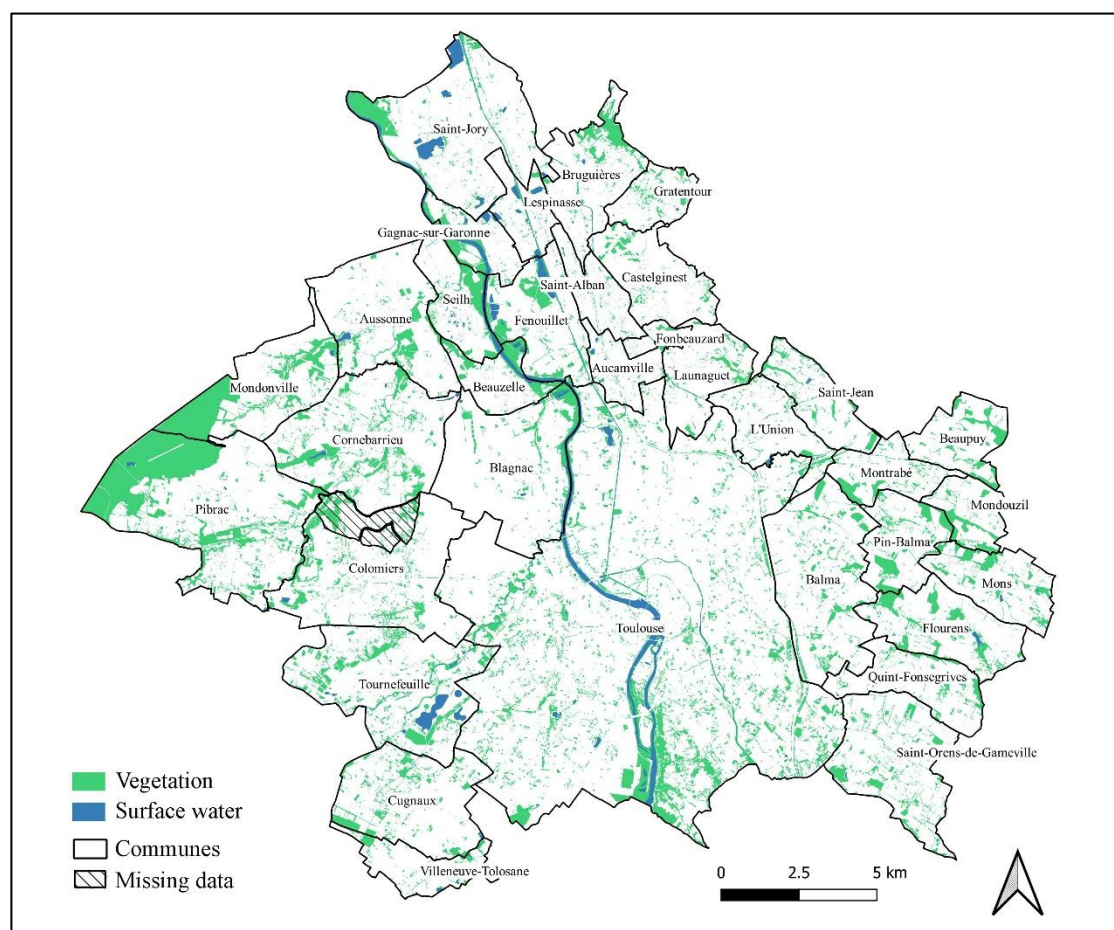 Saint-Jory
Bruguières
Gratentour
Lespinasse
Gagnac-sur-Garonne
Castelginest
Saint-Alban
Seilh
Aussonne
Fenouillet
Fonbeauzard
Aucamville
Launaguet
Beauzelle
Mondonville
Saint-Jean
L'Union
Beaupuy
Cornebarrieu
Blagnac
Montrabé
Mondouzil
Pibrac
Pin-Balma
Colomiers
Balma
Mons
Toulouse
Flourens
Quint-Fonsegrives
Tournefeuille
Saint-Orens-de-Gameville
Cugnaux
Villeneuve-Tolosane
Vegetation
Surface water
Communes
Missing data
0 2.5 5 km